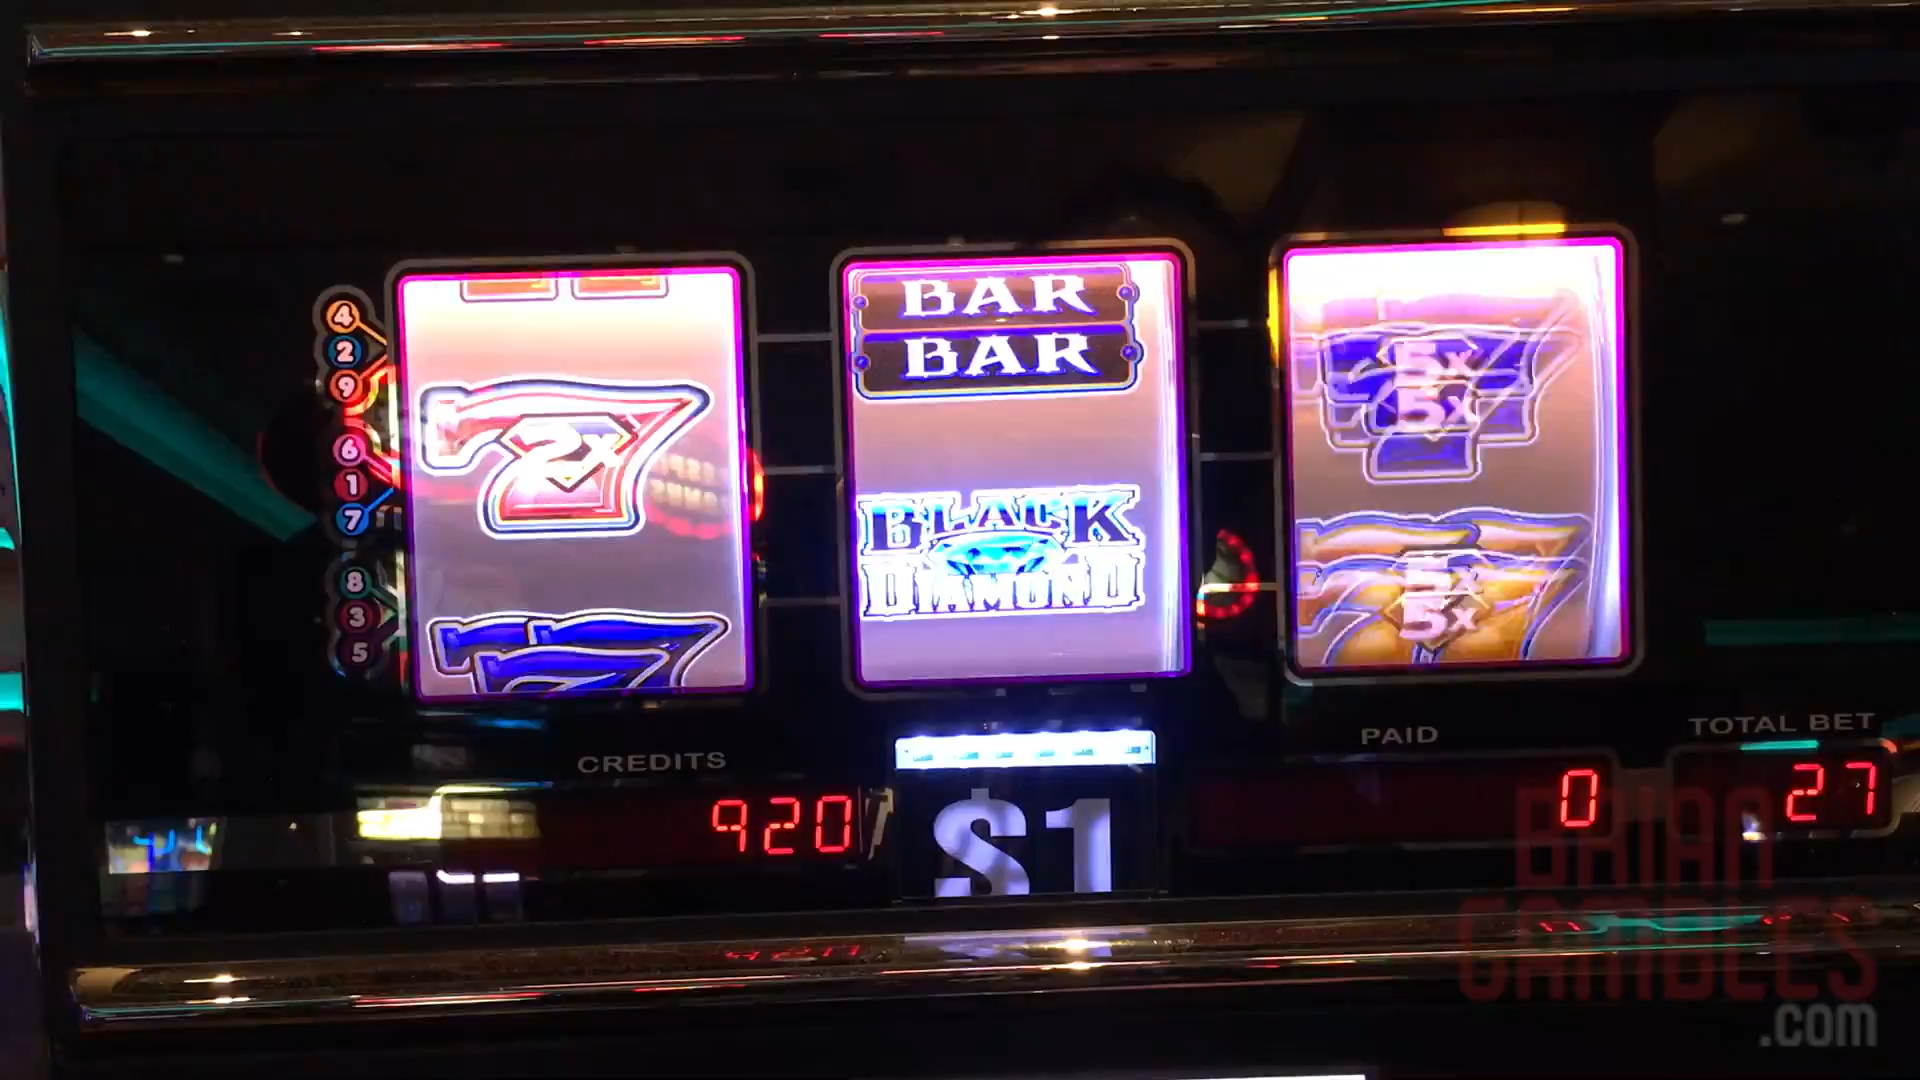 4
2
9
6
1
7
8
3
5
2x
7
BAR
BAR
BLACK
DIAMOND
5x
5x
5x
5x
CREDITS
920
$1
PAID
0
TOTAL BET
27
BRIAN
GAMBLES
.com